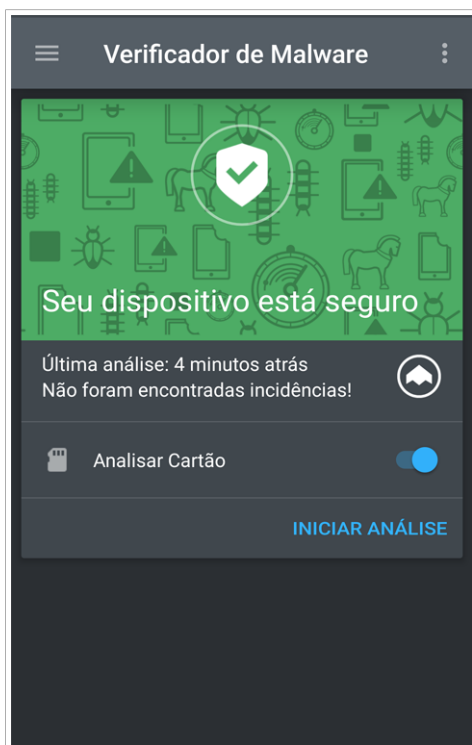 Verificador de Malware
Seu dispositivo está seguro
Última análise: 4 minutos atrás
Não foram encontradas incidências!
Analisar Cartão
INICIAR ANÁLISE